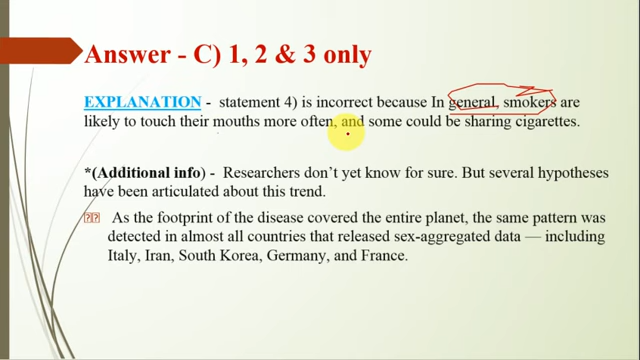 Answer - C) 1, 2 & 3 only
EXPLANATION - statement 4) is incorrect because In general, smokers are
likely to touch their mouths more often, and some could be sharing cigarettes.
*(Additional info) - Researchers don't yet know for sure. But several hypotheses
have been articulated about this trend.
As the footprint of the disease covered the entire planet, the same pattern was
detected in almost all countries that released sex-aggregated data — including
Italy, Iran, South Korea, Germany, and France.